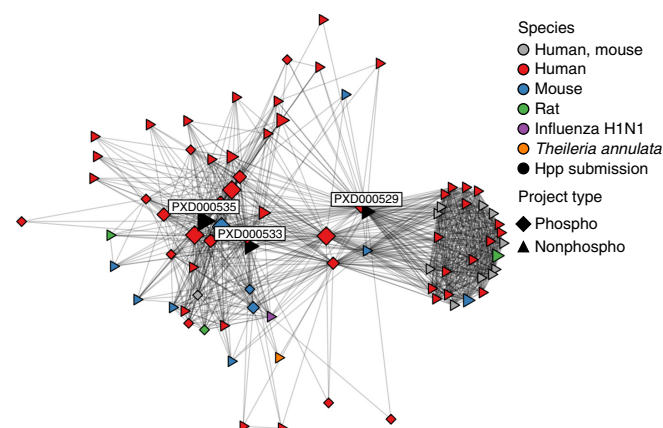 Species
Human, mouse
Human
Mouse
Rat
Influenza H1N1
Theileria annulata
Hpp submission
Project type
Phospho
Nonphospho
PXD000529
PXD000535
PXD000533